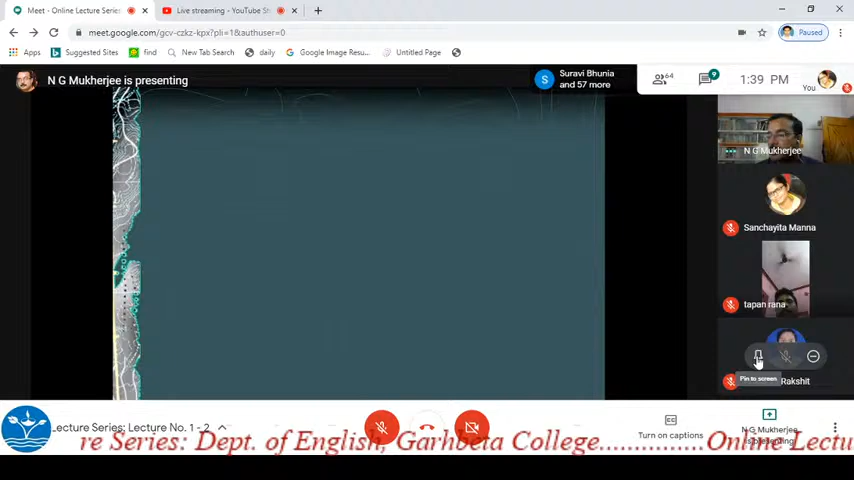 Meet - Online Lecture Series:
Live streaming - YouTube St
meet.google.com/gcv-czkz-kpx?pli=1&authuser=0
Paused
Apps
Suggested Sites
find
New Tab Search
daily
Google Image Resu...
Untitled Page
N G Mukherjee is presenting
S
Suravi Bhunia
and 57 more
64
9
1:39 PM
You
N G Mukherjee
Sanchayita Manna
tapan rana
Pin to screen
Rakshit
Lecture Series: Lecture No. 1 - 2
Turn on captions
N G Mukherjee
is presenting
re Series: Dept. of English, Garhbeta College...............Online Lectu